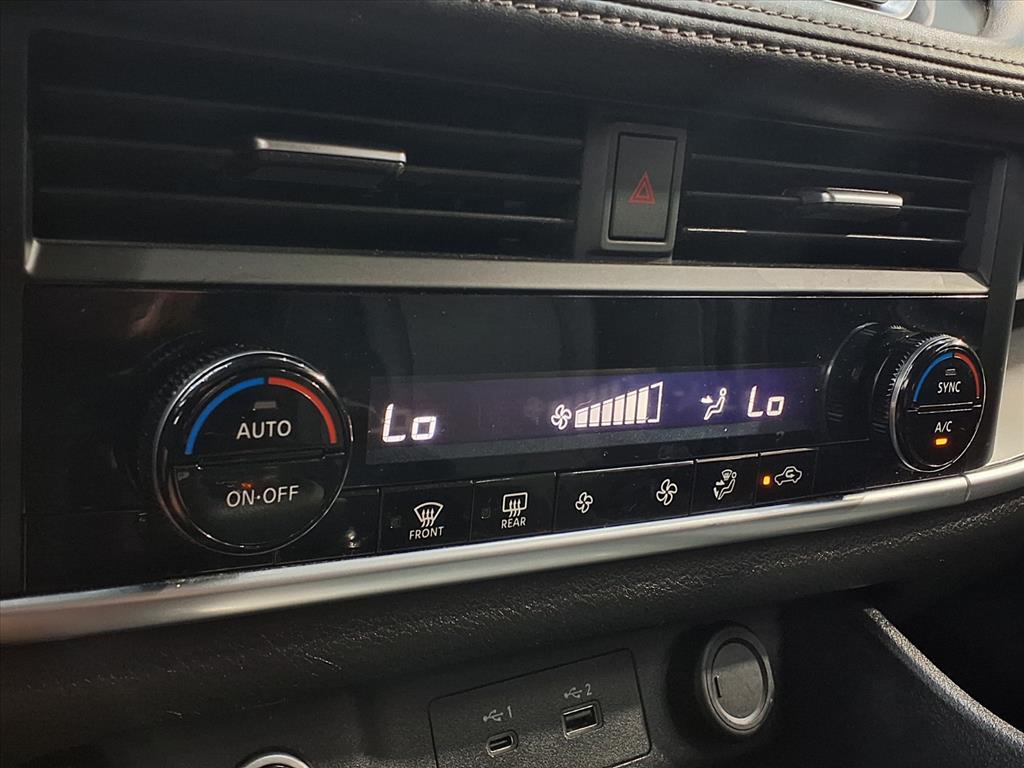 Lo
Lo
AUTO
ON·OFF
SYNC
A/C
FRONT
REAR
1
2